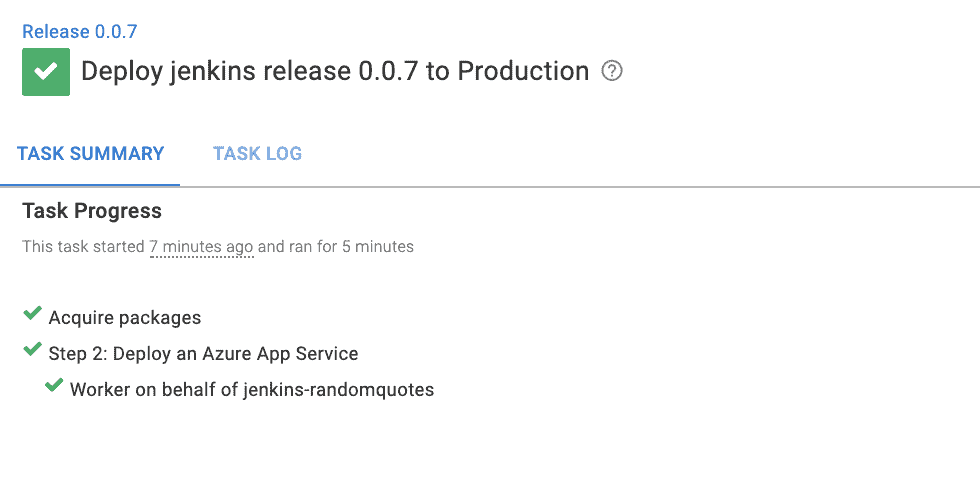 Release 0.0.7
Deploy jenkins release 0.0.7 to Production ?
TASK SUMMARY TASK LOG
Task Progress
This task started 7 minutes ago and ran for 5 minutes
Acquire packages
Step 2: Deploy an Azure App Service
Worker on behalf of jenkins-randomquotes